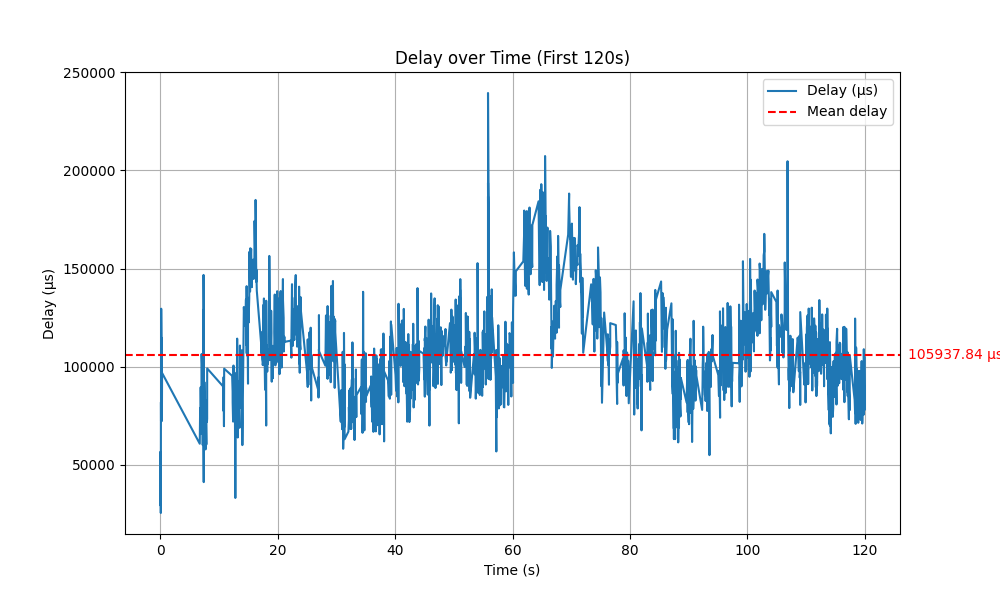 Delay over Time (First 120s)
Delay (µs)
Mean delay
250000
200000
150000
100000
50000
105937.84 µs
Delay (µs)
0
20
40
60
80
100
120
Time (s)